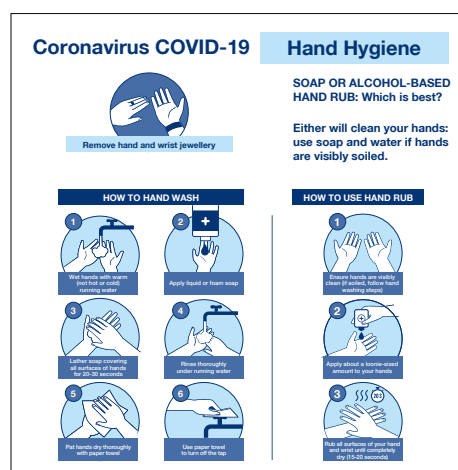 Coronavirus COVID-19
Hand Hygiene
Remove hand and wrist jewellery
SOAP OR ALCOHOL-BASED
HAND RUB: Which is best?
Either will clean your hands:
use soap and water if hands
are visibly soiled.
HOW TO HAND WASH
1
Wet hands with warm
(not hot or cold)
running water
2
Apply liquid or foam soap
3
Lather soap covering
all surfaces of hands
for 20-30 seconds
4
Rinse thoroughly
under running water
5
Pat hands dry thoroughly
with paper towel
6
Use paper towel
to turn off the tap
HOW TO USE HAND RUB
1
Ensure hands are visibly
clean (if soiled, follow hand
washing steps)
2
Apply about a loonie-sized
amount to your hands
3
20 S
Rub all surfaces of your hand
and wrist until completely
dry (15-20 seconds)